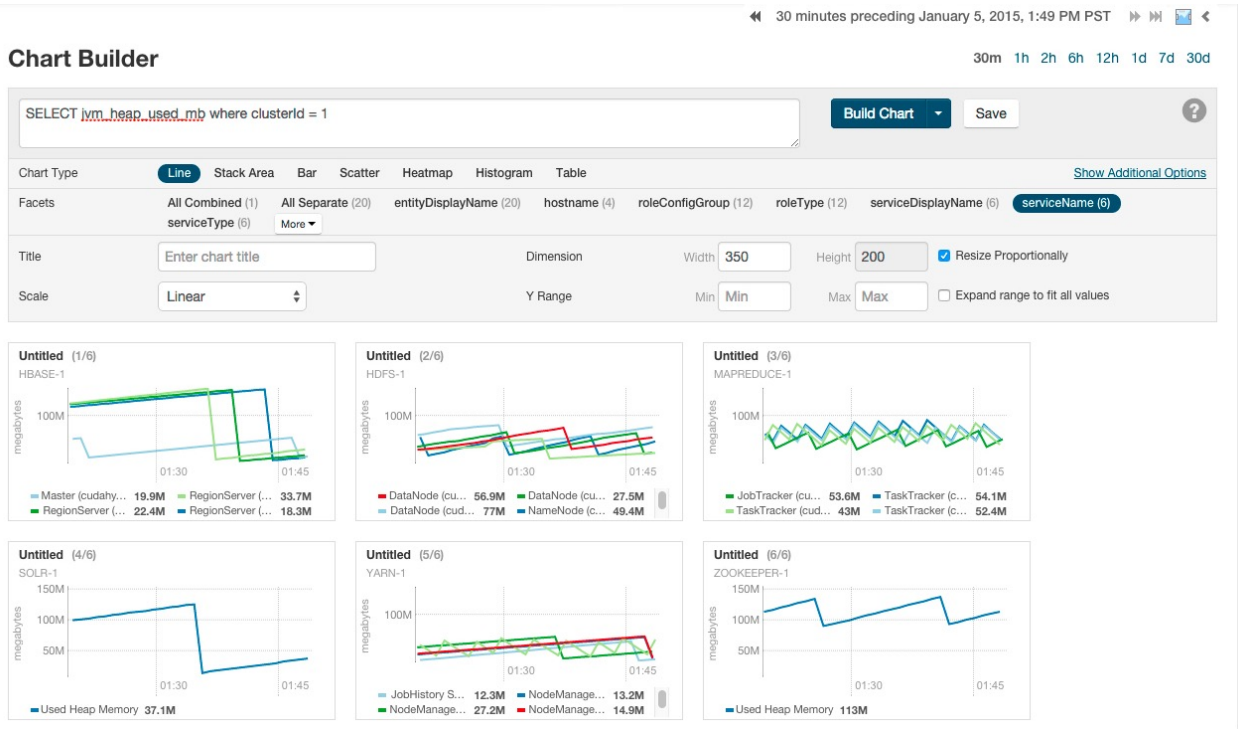 30 minutes preceding January 5, 2015, 1:49 PM PST
Chart Builder
30m 1h 2h 6h 12h 1d 7d 30d
SELECT jvm_heap_used_mb where clusterId = 1
Build Chart Save ?
Chart Type Line Stack Area Bar Scatter Heatmap Histogram Table Show Additional Options
Facets All Combined (1) All Separate (20) entityDisplayName (20) hostname (4) roleConfigGroup (12) roleType (12) serviceDisplayName (6) serviceName (6)
serviceType (6) More
Title Enter chart title Dimension Width 350 Height 200 Resize Proportionally
Scale Linear Y Range Min Min Max Max Expand range to fit all values
Untitled (1/6)
HBASE-1
megabytes
100M
01:30 01:45
Master (cudahy... 19.9M RegionServer (... 33.7M
RegionServer (... 22.4M RegionServer (... 18.3M
Untitled (2/6)
HDFS-1
megabytes
100M
01:30 01:45
DataNode (cu... 56.9M DataNode (cu... 27.5M
DataNode (cud... 77M NameNode (c... 49.4M
Untitled (3/6)
MAPREDUCE-1
megabytes
100M
01:30 01:45
JobTracker (cu... 53.6M TaskTracker (c... 54.1M
TaskTracker (cud... 43M TaskTracker (c... 52.4M
Untitled (4/6)
SOLR-1
megabytes
150M
100M
50M
01:30 01:45
Used Heap Memory 37.1M
Untitled (5/6)
YARN-1
megabytes
100M
01:30 01:45
JobHistory S... 12.3M NodeManage... 13.2M
NodeManage... 27.2M NodeManage... 14.9M
Untitled (6/6)
ZOOKEEPER-1
megabytes
150M
100M
50M
01:30 01:45
Used Heap Memory 113M